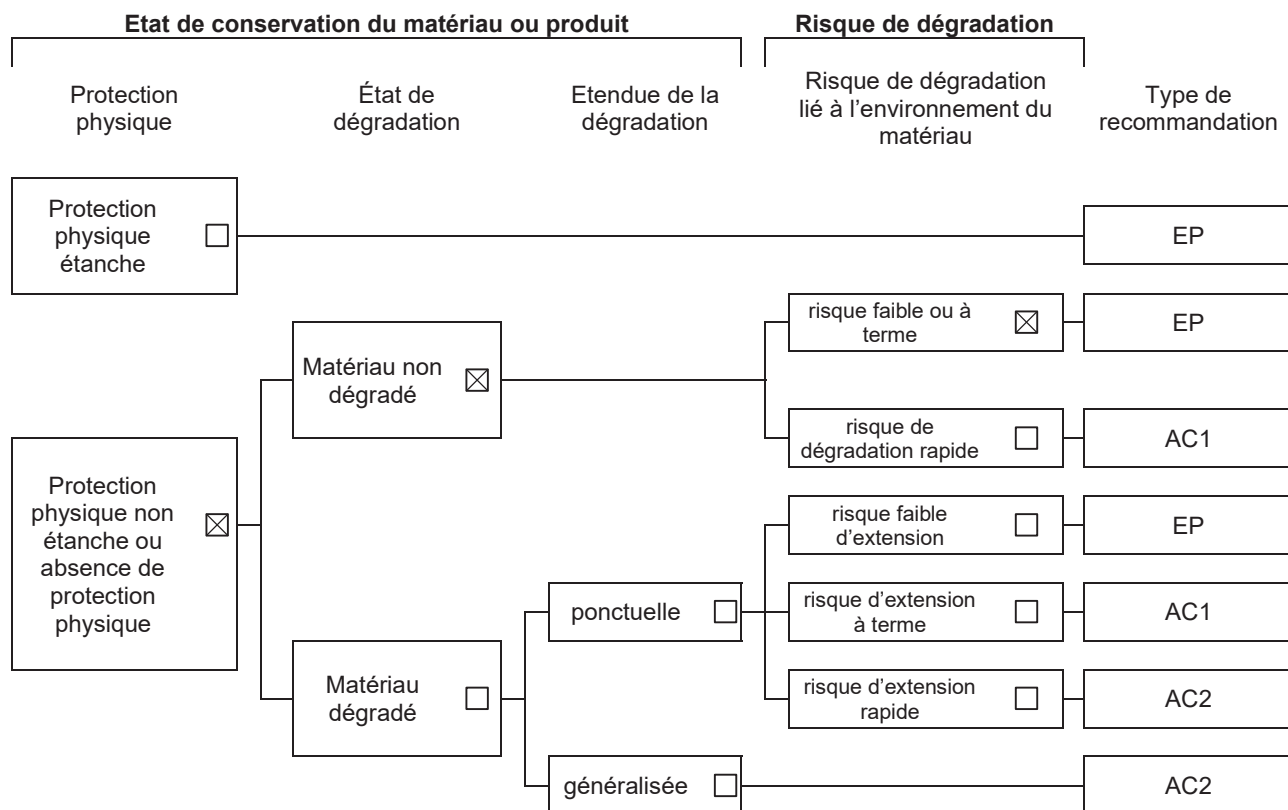 Etat de conservation du matériau ou produit
Risque de dégradation
Protection
physique
État de
dégradation
Etendue de la
dégradation
Risque de dégradation
lié à l'environnement du
matériau
Type de
recommandation
Protection
physique
étanche
EP
risque faible ou à
terme
EP
Matériau non
dégradé
risque de
dégradation rapide
AC1
Protection
physique non
étanche ou
absence de
protection
physique
risque faible
d'extension
EP
ponctuelle
risque d'extension
à terme
AC1
Matériau
dégradé
risque d'extension
rapide
AC2
généralisée
AC2